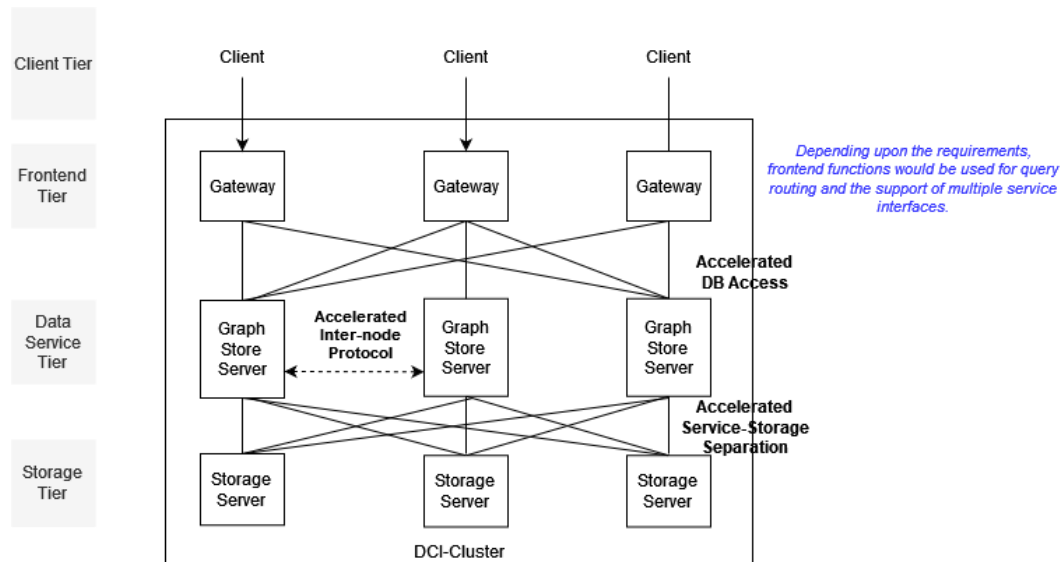 Client Tier
Client
Client
Client
Frontend
Tier
Gateway
Gateway
Gateway
Depending upon the requirements,
frontend functions would be used for query
routing and the support of multiple service
interfaces.
Accelerated
DB Access
Data
Service
Tier
Graph
Store
Server
Accelerated
Inter-node
Protocol
Graph
Store
Server
Graph
Store
Server
Accelerated
Service-Storage
Separation
Storage
Tier
Storage
Server
Storage
Server
Storage
Server
DCI-Cluster